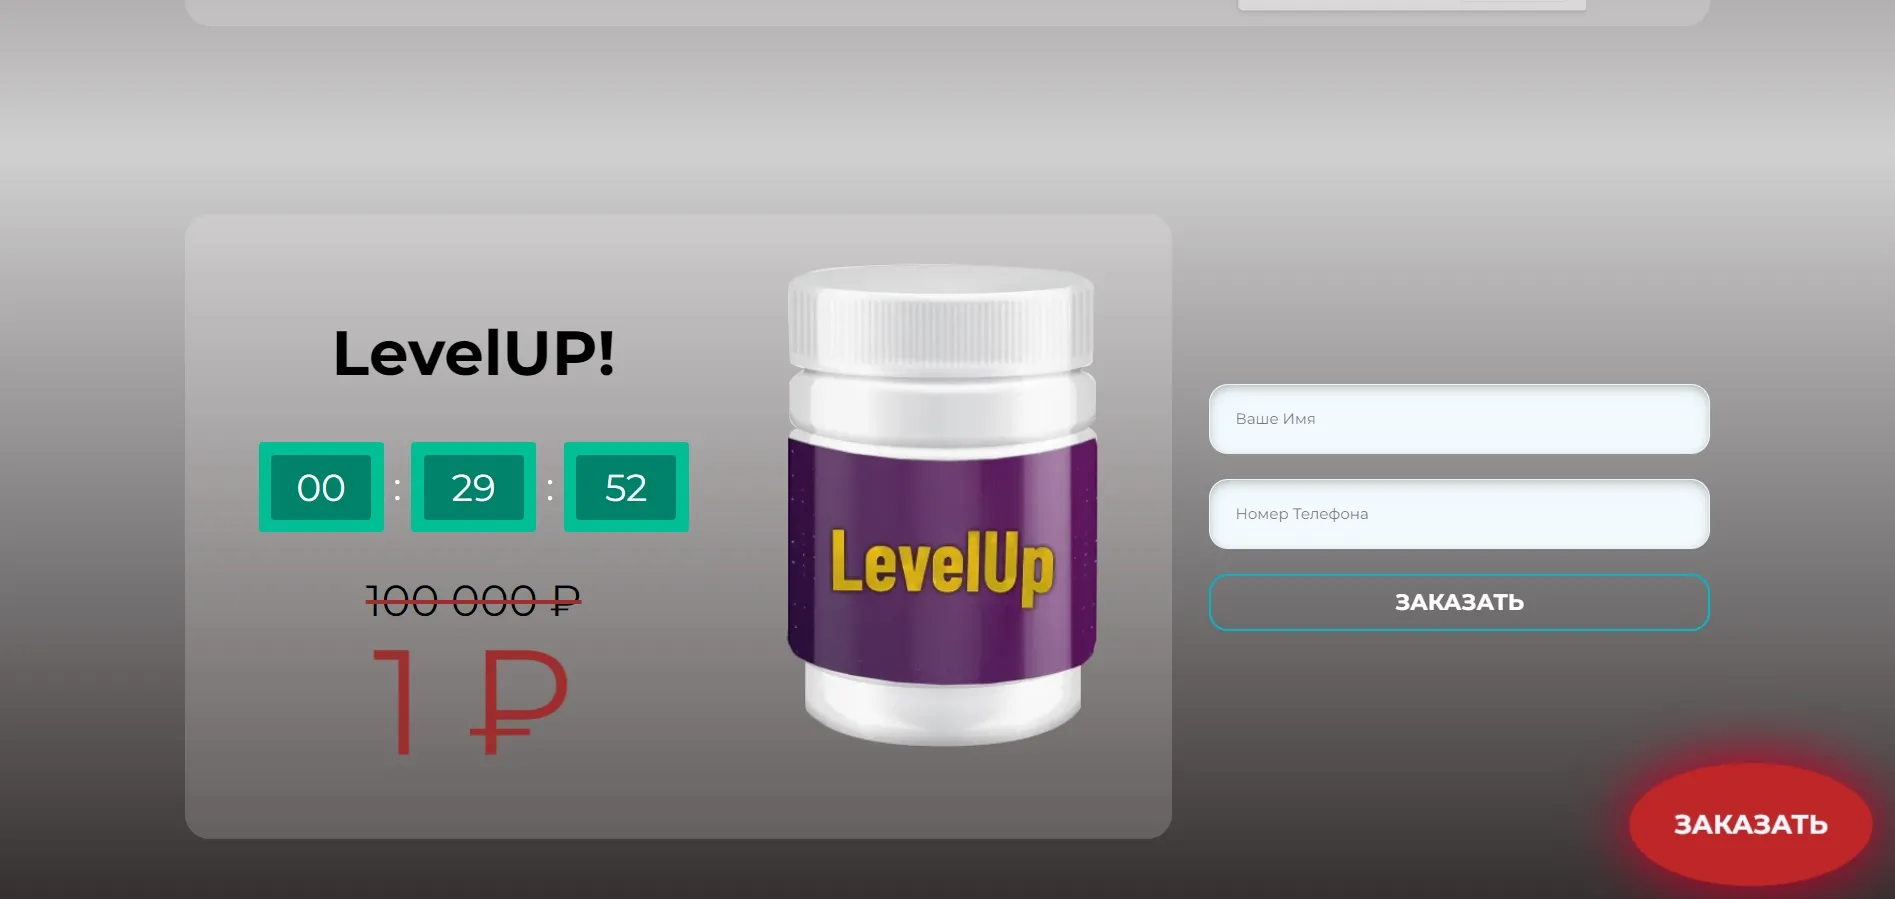 LevelUP!
00 : 29 : 52
100 000 ₽
1 ₽
LevelUp
Ваше Имя
Номер Телефона
ЗАКАЗАТЬ
ЗАКАЗАТЬ